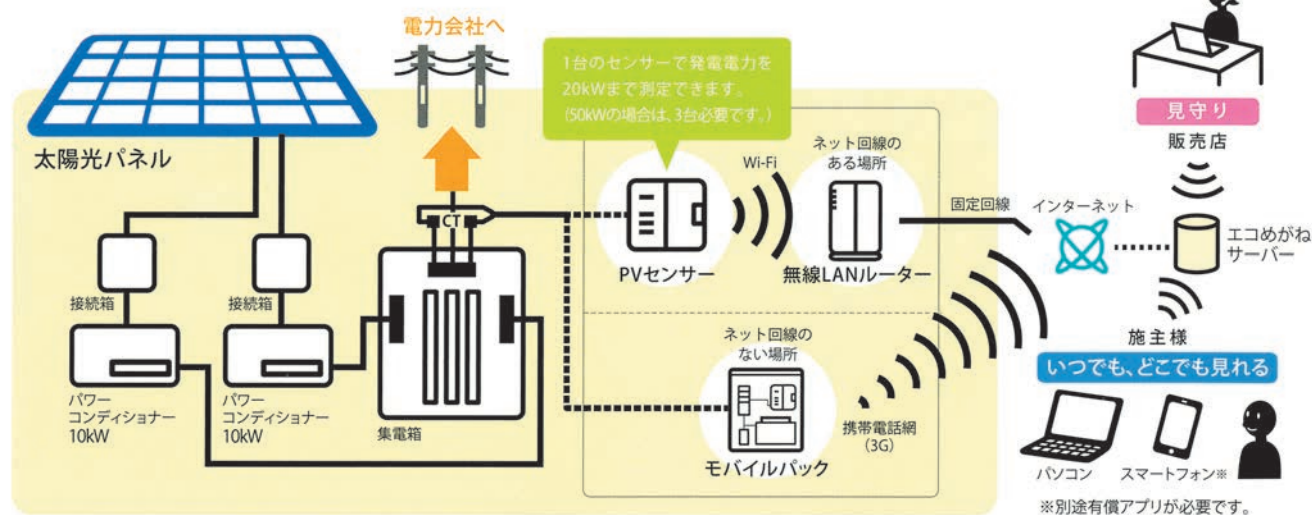 電力会社へ
太陽光パネル
1台のセンサーで発電電力を
20kWまで測定できます。
(50kWの場合は、3台必要です。)
見守り
販売店
CT
Wi-Fi
ネット回線の
ある場所
固定回線
インターネット
エコめがね
サーバー
PVセンサー
無線LANルーター
接続箱
接続箱
パワー
コンディショナー
10kW
パワー
コンディショナー
10kW
集電箱
ネット回線の
ない場所
モバイルパック
携帯電話網
(3G)
施主様
いつでも、どこでも見れる
パソコン
スマートフォン※
※別途有償アプリが必要です。